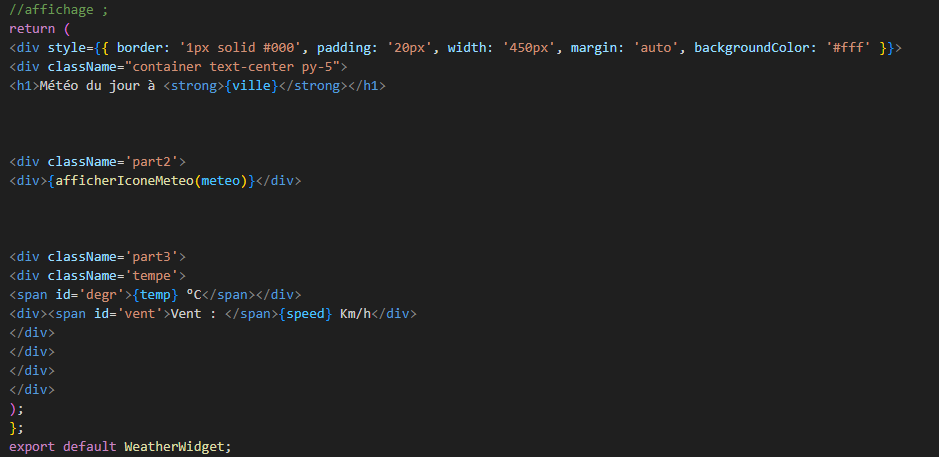 //affichage ;
return (
<div style={{ border: '1px solid #000', padding: '20px', width: '450px', margin: 'auto', backgroundColor: '#fff' }}>
<div className="container text-center py-5">
<h1>Météo du jour à <strong>{ville}</strong></h1>
<div className='part2'>
<div>{afficherIconeMeteo(meteo)}</div>
<div className='part3'>
<div className='tempe'>
<span id='degr'>{temp} °C</span></div>
<div><span id='vent'>Vent : </span>{speed} Km/h</div>
</div>
</div>
</div>
</div>
);
};
export default WeatherWidget;